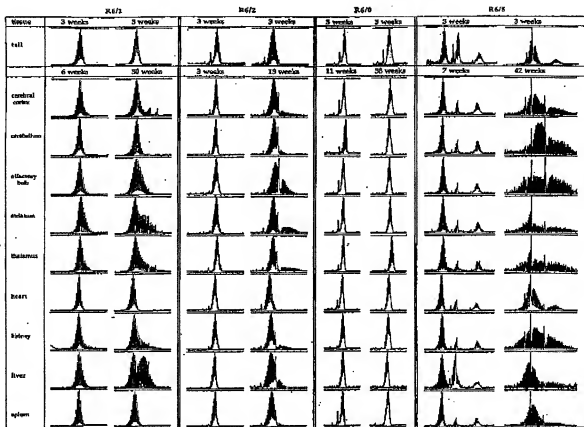 R6/1 R6/2 R6/0 R6/5
tissue 3 weeks 3 weeks 3 weeks 3 weeks 3 weeks 3 weeks 3 weeks 3 weeks
tail
6 weeks 50 weeks 3 weeks 19 weeks 11 weeks 58 weeks 7 weeks 42 weeks
cerebral
cortex
cerebellum
olfactory
bulb
striatum
thalamus
heart
kidney
liver
spleen